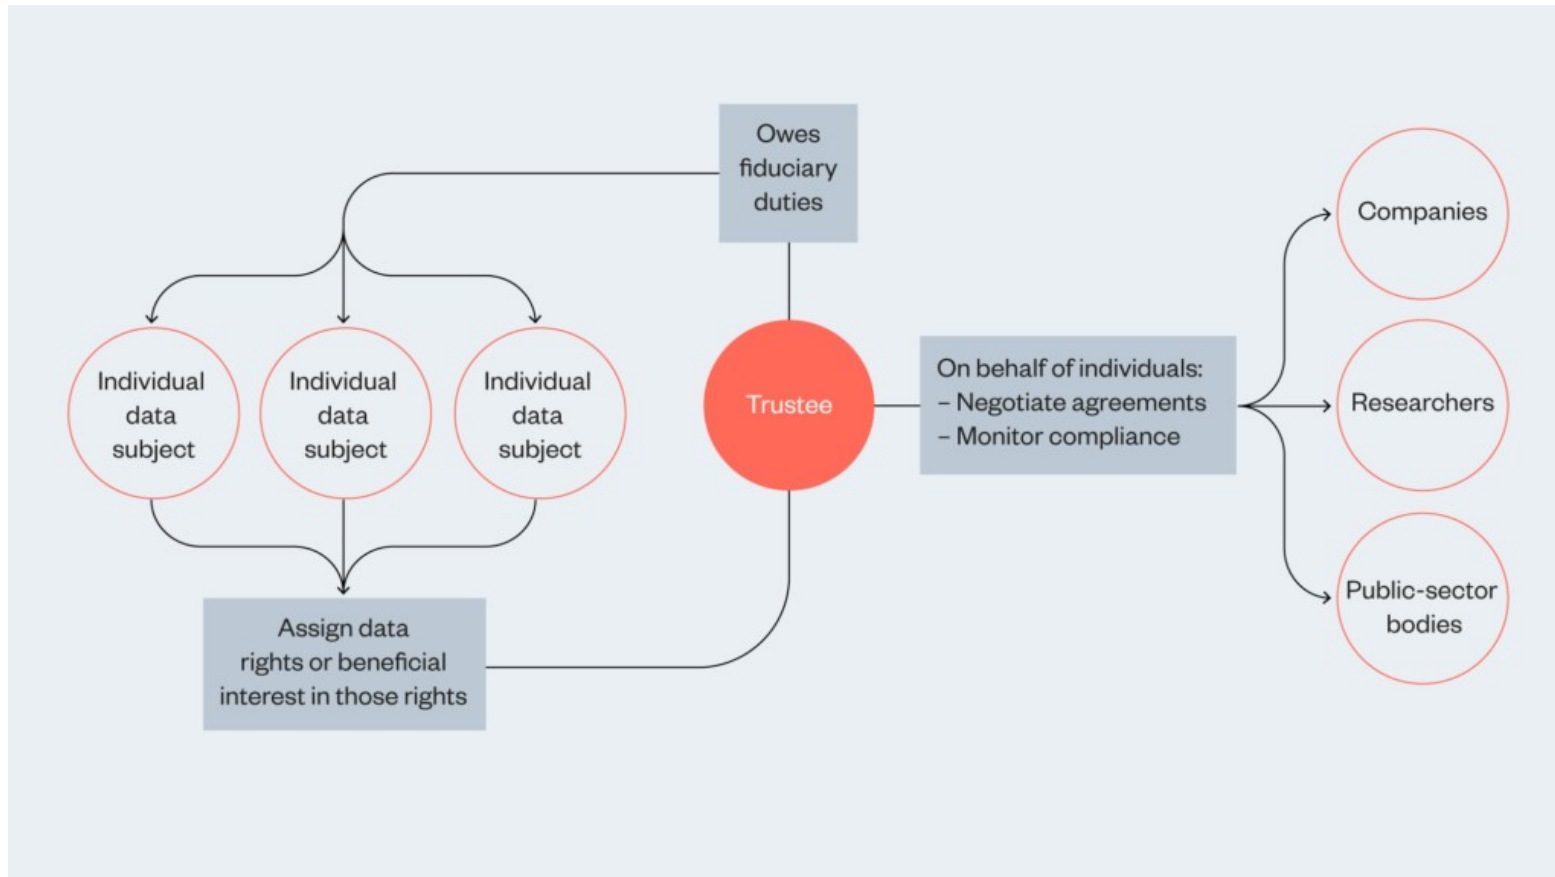 Owes
fiduciary
duties
Individual
data
subject
Individual
data
subject
Individual
data
subject
Trustee
On behalf of individuals:
– Negotiate agreements
– Monitor compliance
Companies
Researchers
Public-sector
bodies
Assign data
rights or beneficial
interest in those rights